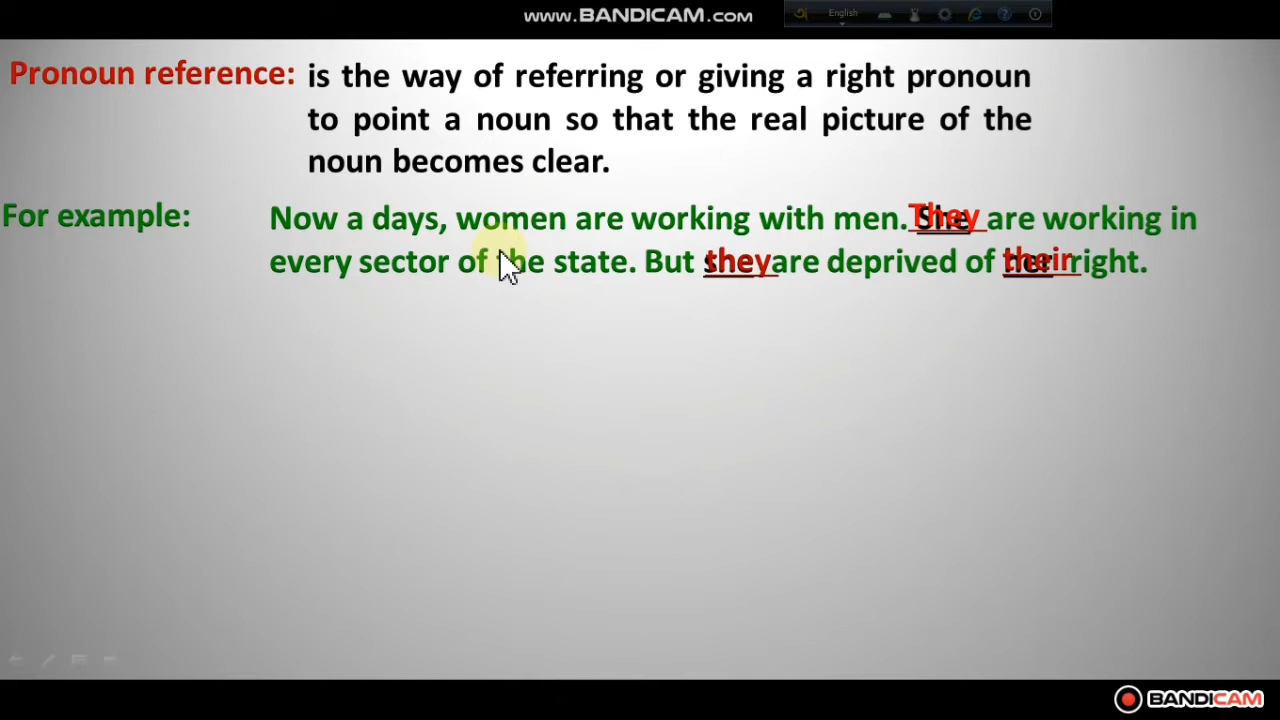 www.BANDICAM.com
English
Pronoun reference: is the way of referring or giving a right pronoun
to point a noun so that the real picture of the
noun becomes clear.
For example: Now a days, women are working with men. They are working in
every sector of the state. But they are deprived of their right.
BANDICAM